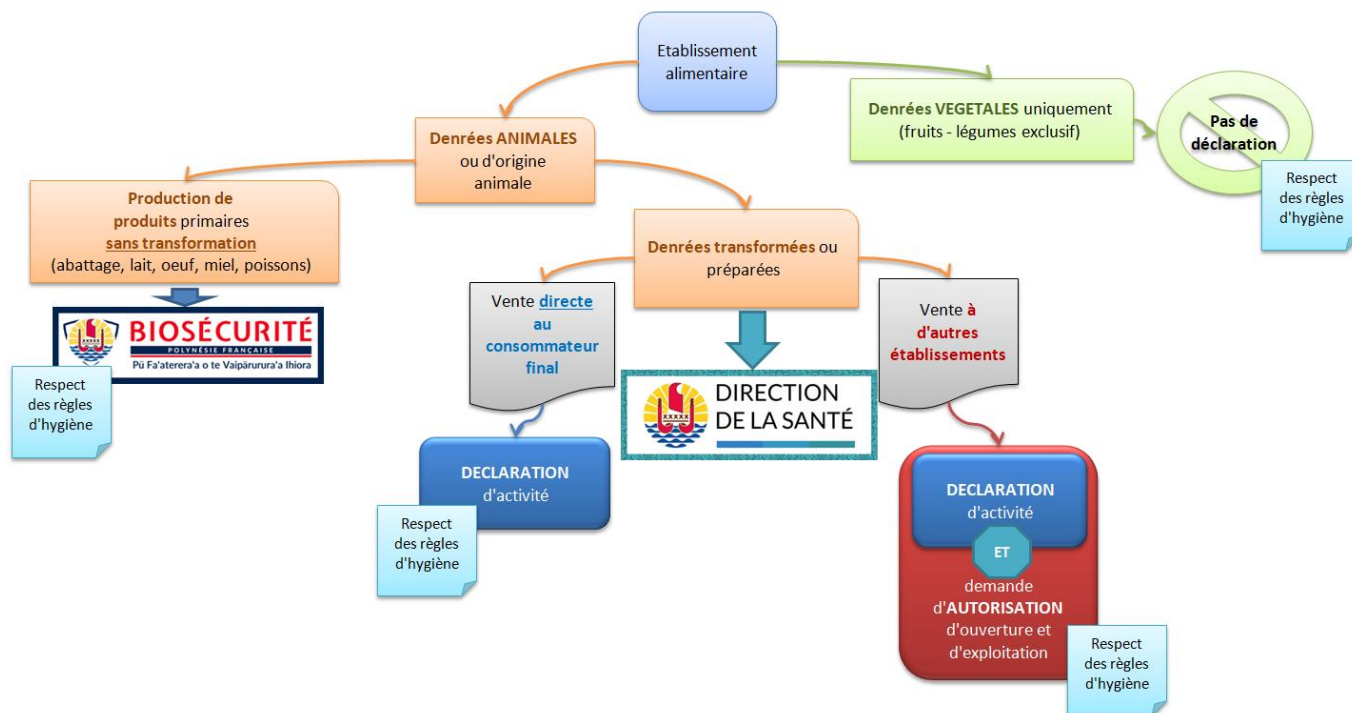 Etablissement
alimentaire
Denrées VEGETALES uniquement
(fruits - légumes exclusif)
Pas de
déclaration
Respect
des règles
d'hygiène
Denrées ANIMALES
ou d'origine
animale
Production de
produits primaires
sans transformation
(abattage, lait, oeuf, miel, poissons)
BIOSÉCURITÉ
POLYNÉSIE FRANÇAISE
Pū Fa'aterera'a o te Vaipārurura'a Ihiora
Respect
des règles
d'hygiène
Denrées transformées ou
préparées
Vente directe
au
consommateur
final
Vente à
d'autres
établissements
DIRECTION
DE LA SANTÉ
DECLARATION
d'activité
Respect
des règles
d'hygiène
DECLARATION
d'activité
ET
demande
d'AUTORISATION
d'ouverture et
d'exploitation
Respect
des règles
d'hygiène